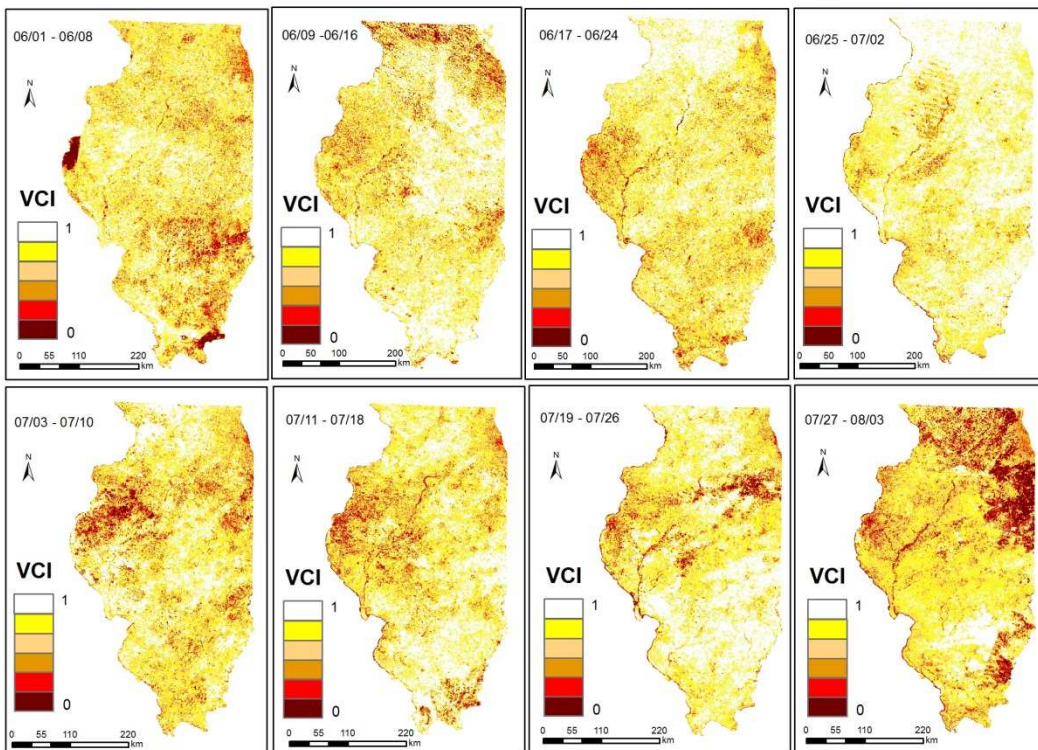 06/01 - 06/08
N
VCI
1
0
0 55 110 220
km
06/09 -06/16
N
VCI
1
0
0 50 100 200
km
06/17 - 06/24
N
VCI
1
0
0 50 100 200
km
06/25 - 07/02
N
VCI
1
0
0 55 110 220
km
07/03 - 07/10
N
VCI
1
0
0 55 110 220
km
07/11 - 07/18
N
VCI
1
0
0 55 110 220
km
07/19 - 07/26
N
VCI
1
0
0 55 110 220
km
07/27 - 08/03
N
VCI
1
0
0 55 110 220
km